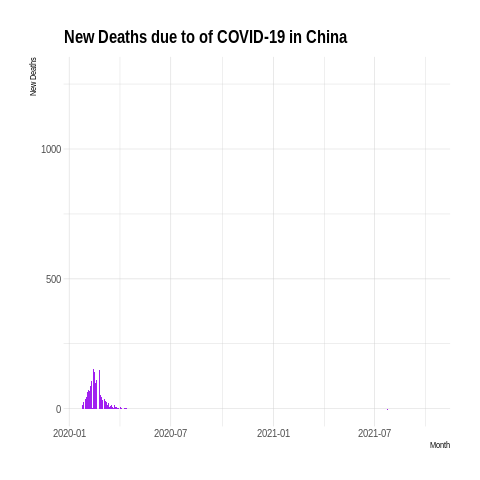 New Deaths due to of COVID-19 in China
New Deaths
1000
500
0
2020-01 2020-07 2021-01 2021-07
Month